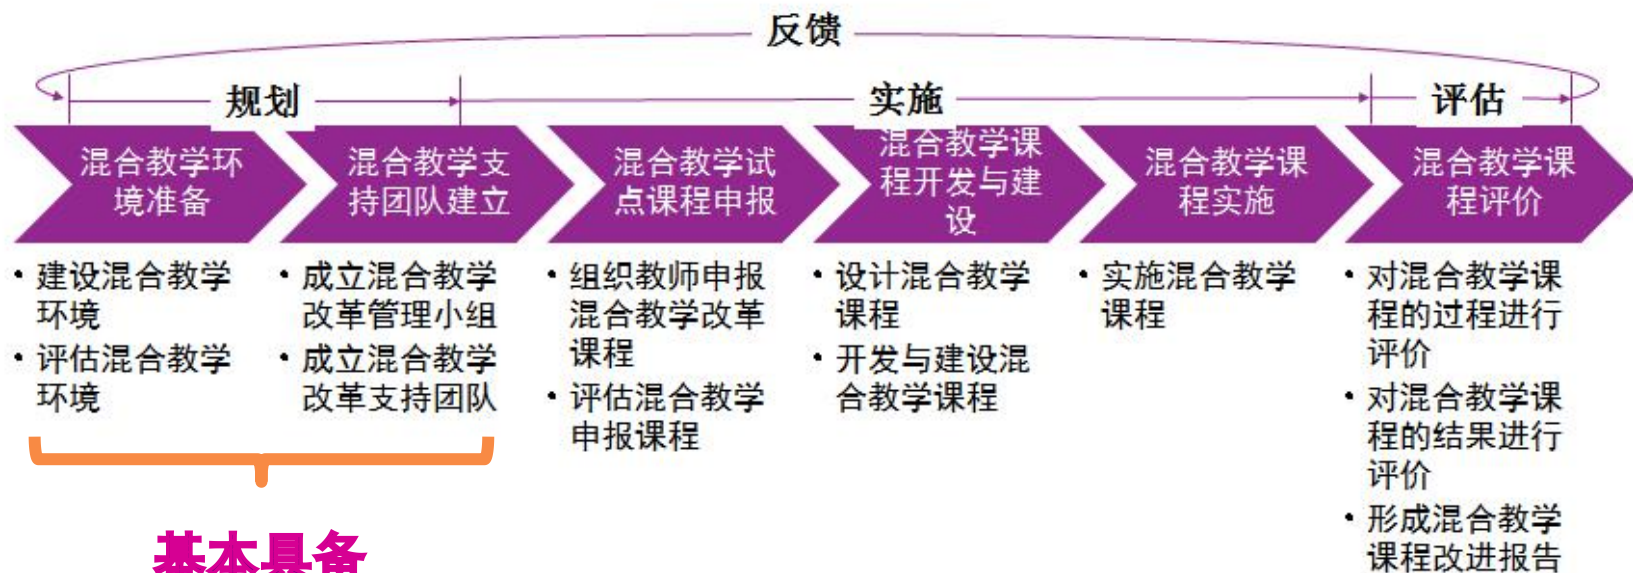 反馈
规划
实施
评估
混合教学环
境准备
混合教学支
持团队建立
混合教学试
点课程申报
混合教学课
程开发与建
设
混合教学课
程实施
混合教学课
程评价
• 建设混合教学
环境
• 评估混合教学
环境
• 成立混合教学
改革管理小组
• 成立混合教学
改革支持团队
• 组织教师申报
混合教学改革
课程
• 评估混合教学
申报课程
• 设计混合教学
课程
• 开发与建设混
合教学课程
• 实施混合教学
课程
• 对混合教学课
程的过程进行
评价
• 对混合教学课
程的结果进行
评价
• 形成混合教学
课程改进报告
基本具备